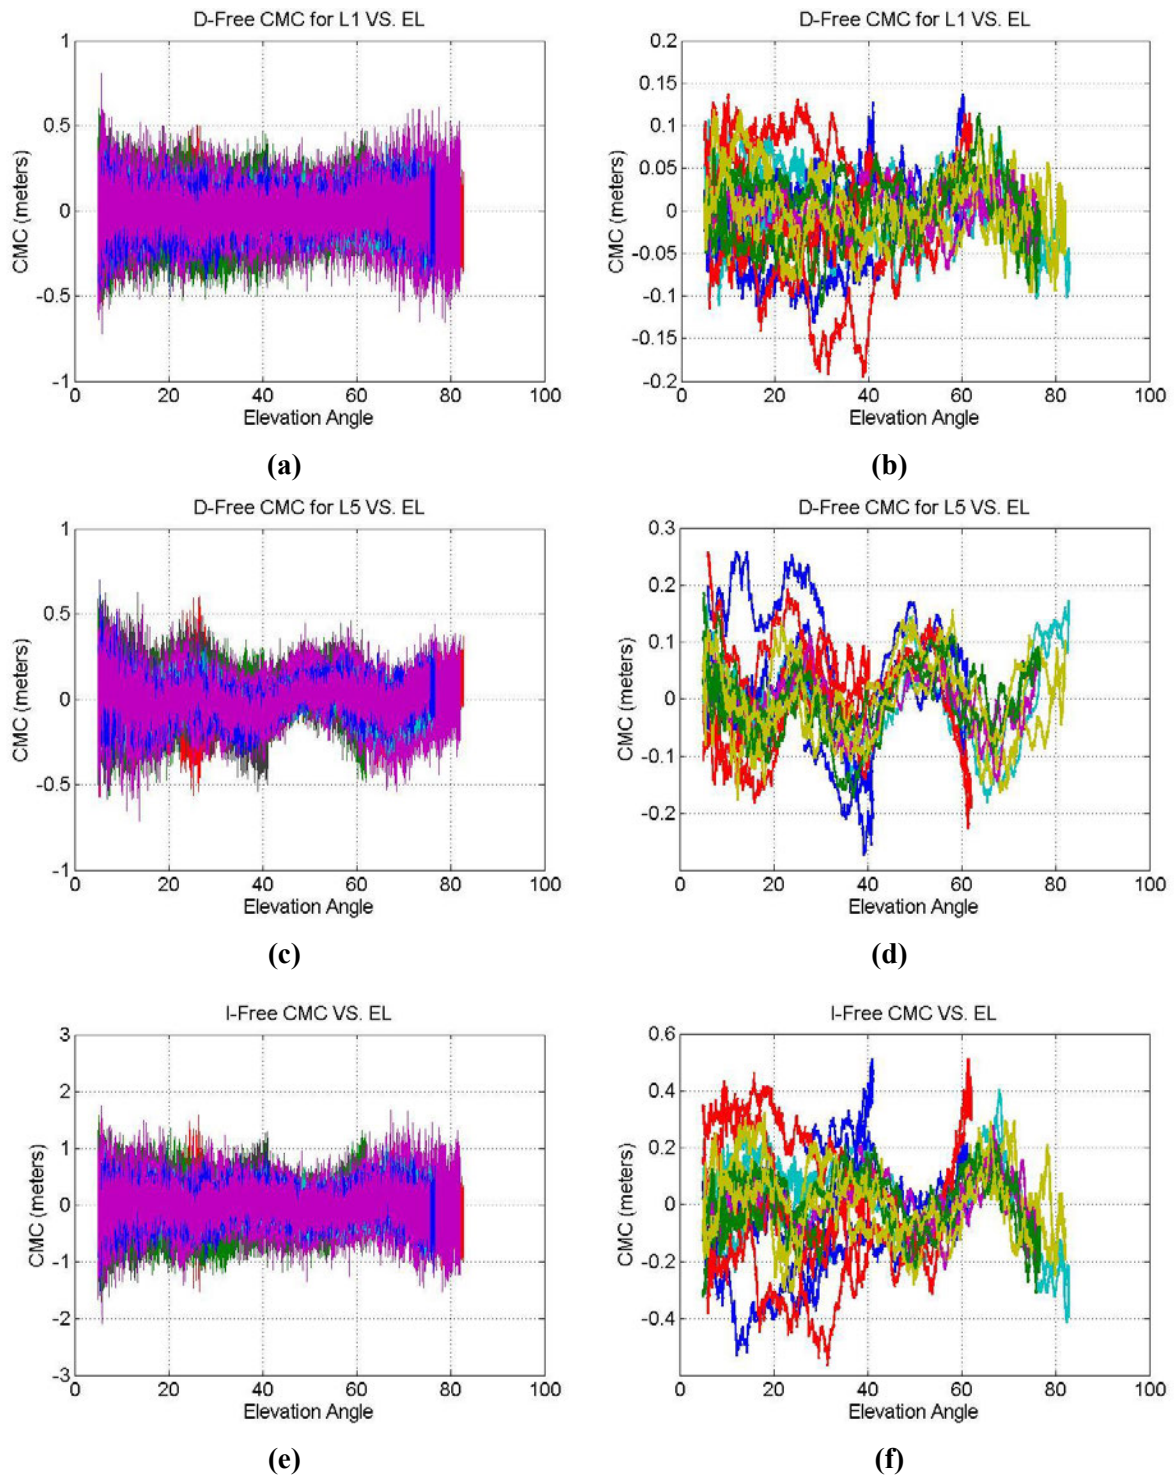 D-Free CMC for L1 VS. EL
1
0.5
0
-0.5
-1
CMC (meters)
0 20 40 60 80 100
Elevation Angle
(a)
D-Free CMC for L1 VS. EL
0.2
0.15
0.1
0.05
0
-0.05
-0.1
-0.15
-0.2
CMC (meters)
0 20 40 60 80 100
Elevation Angle
(b)
D-Free CMC for L5 VS. EL
1
0.5
0
-0.5
-1
CMC (meters)
0 20 40 60 80 100
Elevation Angle
(c)
D-Free CMC for L5 VS. EL
0.3
0.2
0.1
0
-0.1
-0.2
CMC (meters)
0 20 40 60 80 100
Elevation Angle
(d)
I-Free CMC VS. EL
3
2
1
0
-1
-2
-3
CMC (meters)
0 20 40 60 80 100
Elevation Angle
(e)
I-Free CMC VS. EL
0.6
0.4
0.2
0
-0.2
-0.4
CMC (meters)
0 20 40 60 80 100
Elevation Angle
(f)